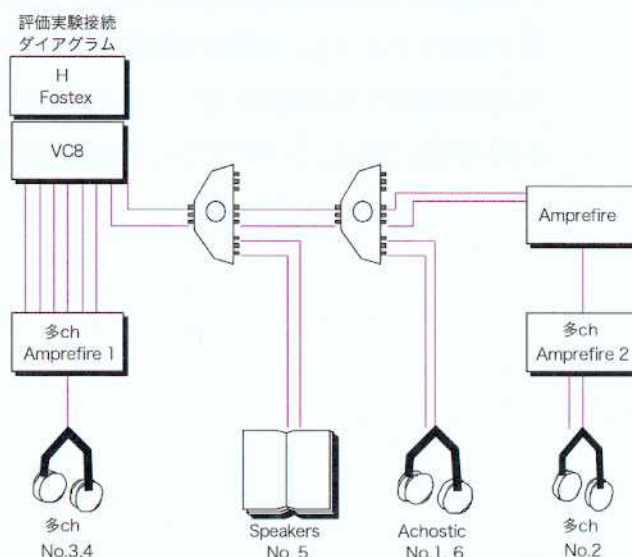 評価実験接続
ダイアグラム
H
Fostex
VC8
Amprefire
多ch
Amprefire 1
多ch
Amprefire 2
多ch
No.3,4
Speakers
No. 5
Achostic
No.1, 6
多ch
No.2